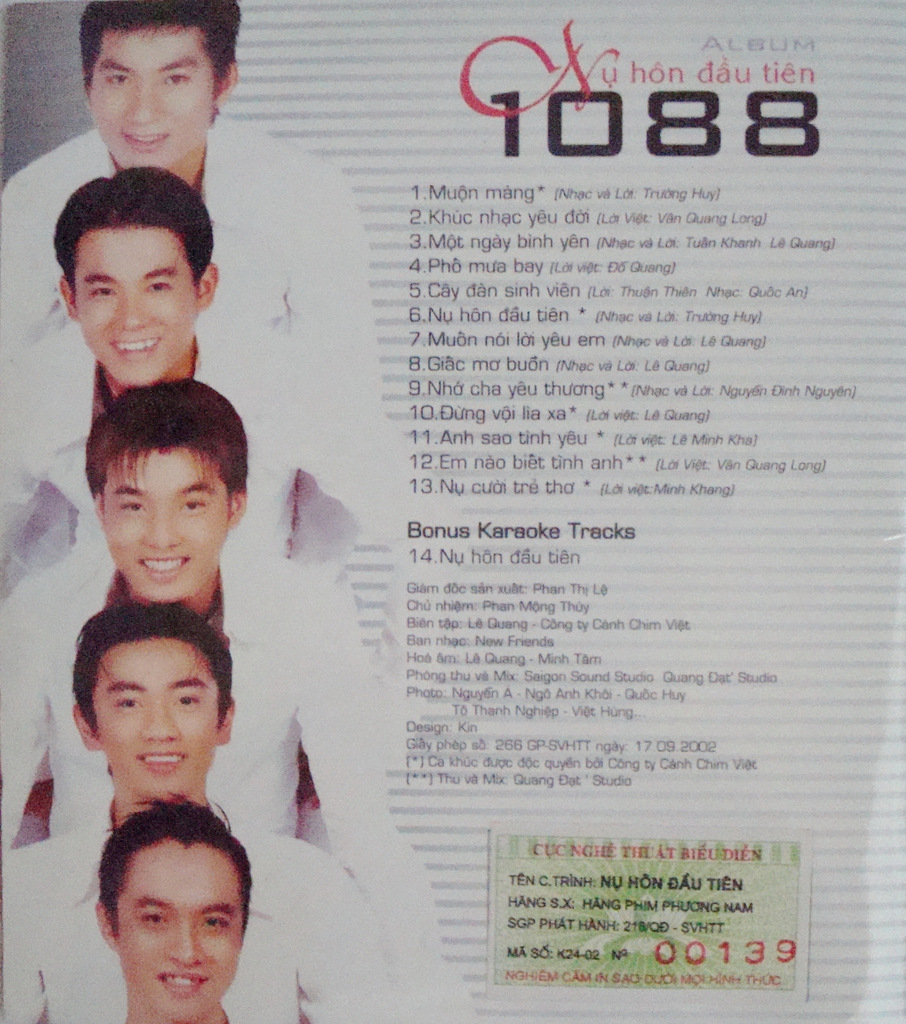 ALBUM
Nụ hôn đầu tiên
1088
1.Muộn màng* (Nhạc và Lời: Trường Huy)
2.Khúc nhạc yêu đời (Lời Việt: Vân Quang Long)
3.Một ngày bình yên (Nhạc và Lời: Tuấn Khanh Lê Quang)
4.Phố mưa bay (Lời việt: Đỗ Quang)
5.Cây đàn sinh viên (Lời: Thuận Thiên Nhạc: Quốc An)
6.Nụ hôn đầu tiên * (Nhạc và Lời: Trường Huy)
7.Muốn nói lời yêu em (Nhạc và Lời: Lê Quang)
8.Giấc mơ buồn (Nhạc và Lời: Lê Quang)
9.Nhớ cha yêu thương** (Nhạc và Lời: Nguyễn Đình Nguyên)
10.Đừng vội lìa xa* (Lời việt: Lê Quang)
11.Ánh sao tình yêu * (Lời việt: Lê Minh Kha)
12.Em nào biết tình anh** (Lời Việt: Vân Quang Long)
13.Nụ cười trẻ thơ * (Lời việt:Minh Khang)
Bonus Karaoke Tracks
14.Nụ hôn đầu tiên
Giám đốc sản xuất: Phan Thị Lệ
Chủ nhiệm: Phan Mộng Thúy
Biên tập: Lê Quang - Công ty Cánh Chim Việt
Ban nhạc: New Friends
Hoà âm: Lê Quang - Minh Tâm
Phòng thu và Mix: Saigon Sound Studio. Quang Đạt' Studio
Photo: Nguyễn Á - Ngô Anh Khôi - Quốc Huy
Tô Thanh Nghiệp - Việt Hùng...
Design: Kin
Giấy phép số: 266 GP-SVHTT ngày: 17.09.2002
(*) Ca khúc được độc quyền bởi Công ty Cánh Chim Việt
(**) Thu và Mix: Quang Đạt ' Studio
CỤC NGHỆ THUẬT BIỂU DIỄN
TÊN C.TRÌNH: NỤ HÔN ĐẦU TIÊN
HÃNG S.X: HÃNG PHIM PHƯƠNG NAM
SGP PHÁT HÀNH: 216/QĐ - SVHTT
MÃ SỐ: K24-02 Nº 00139
NGHIÊM CẤM IN SAO DƯỚI MỌI HÌNH THỨC